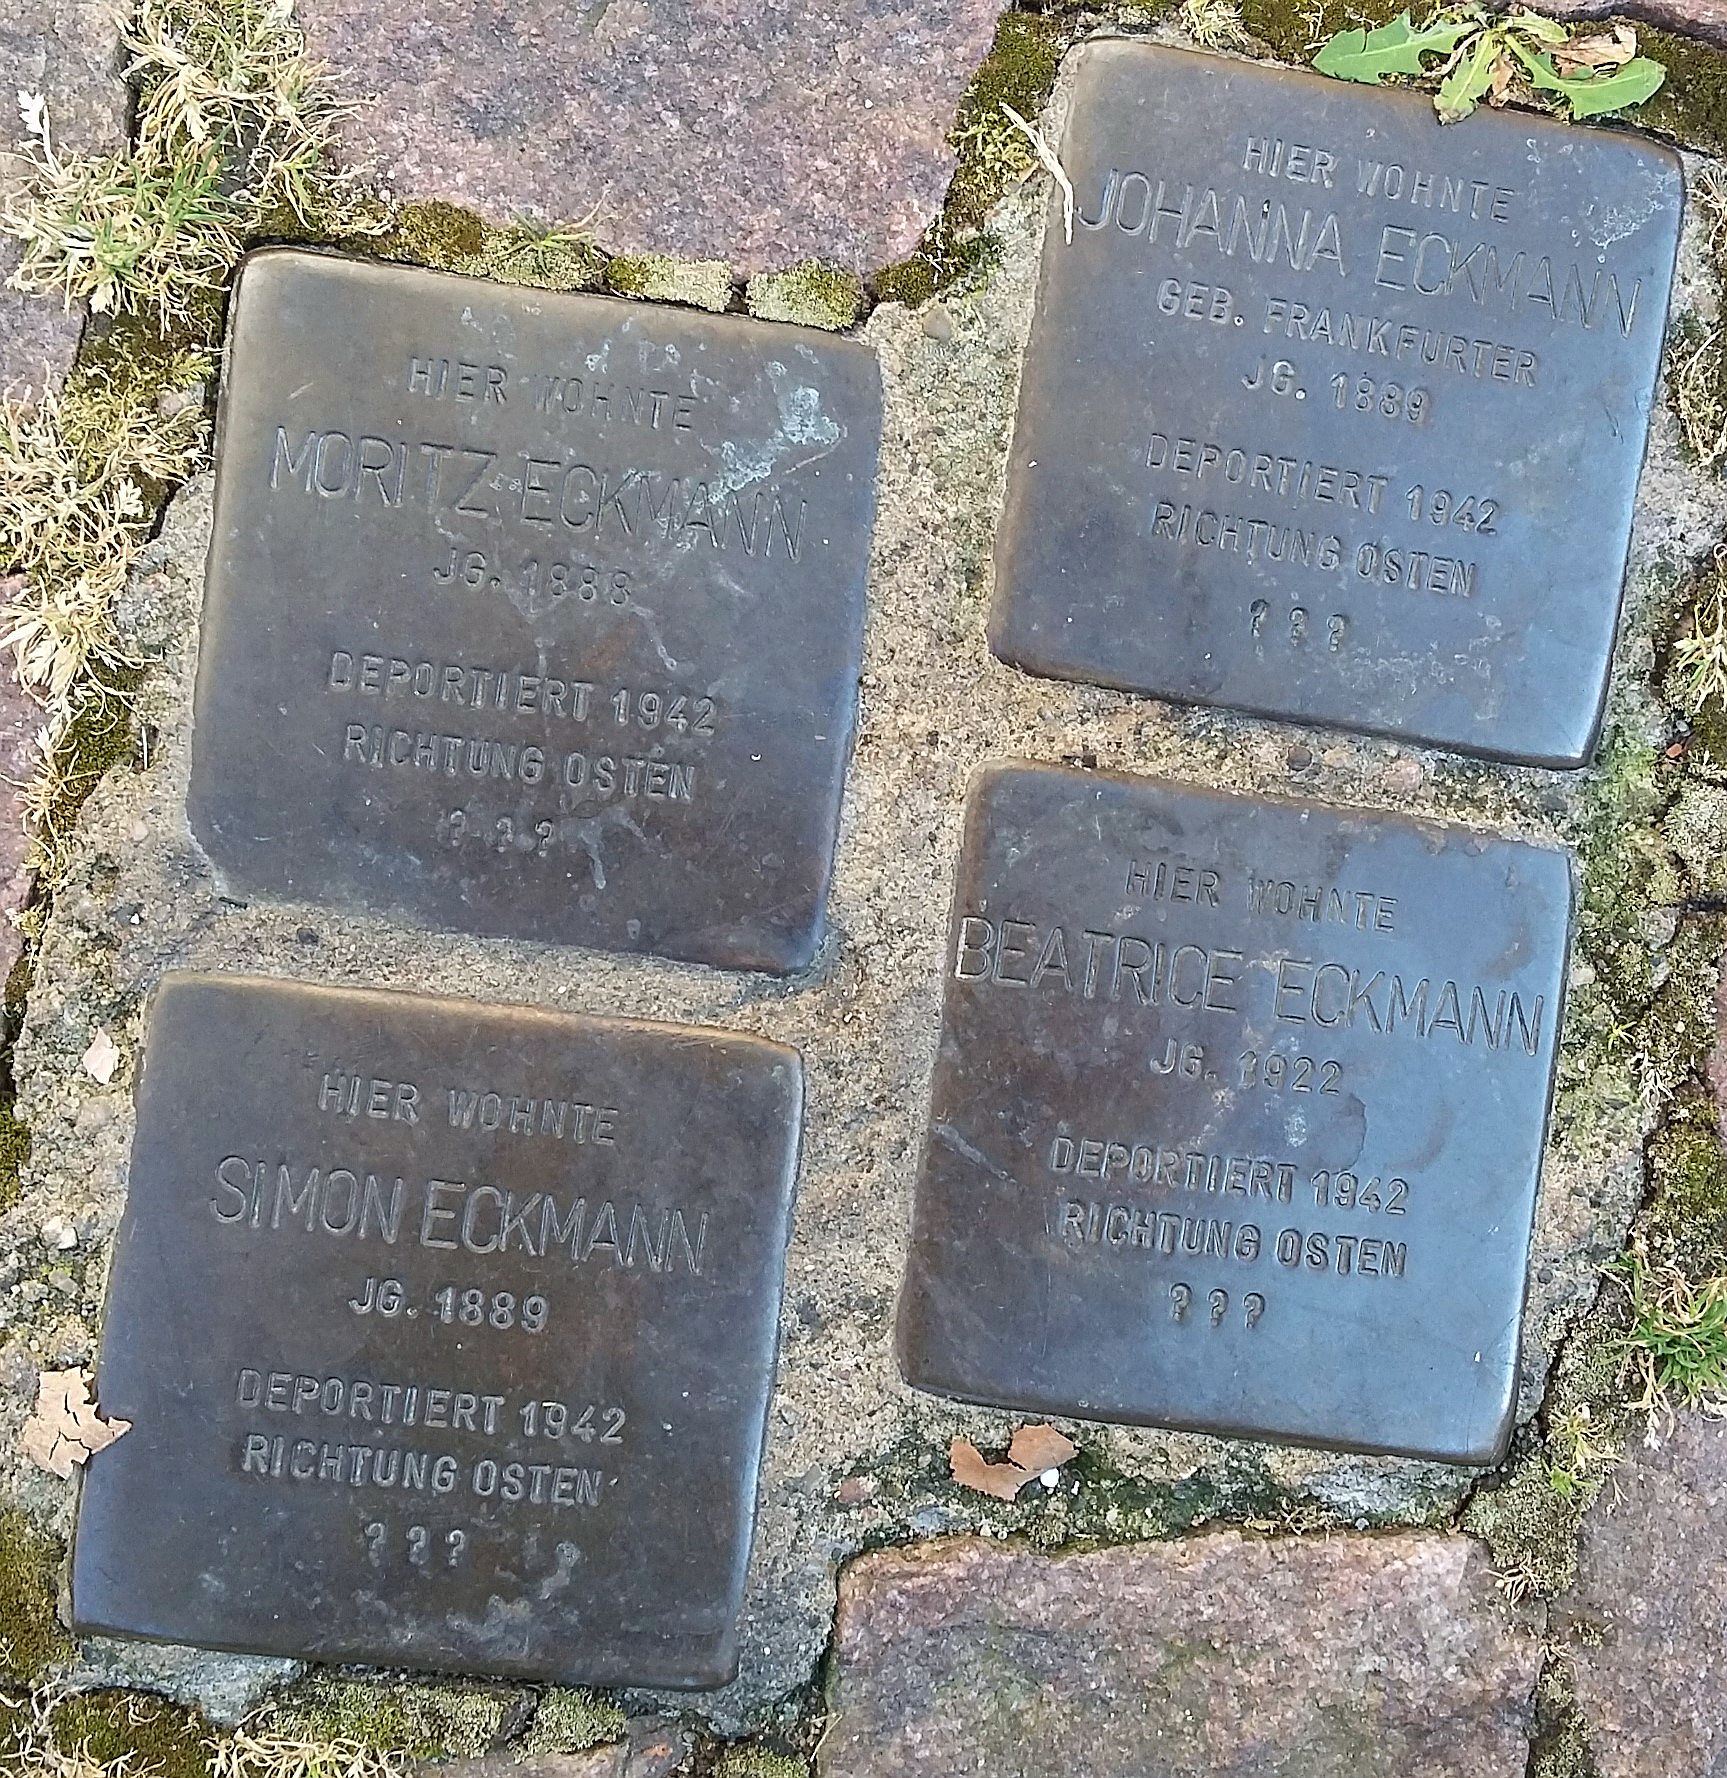 HIER WOHNTE
MORITZ ECKMANN
JG. 1888
DEPORTIERT 1942
RICHTUNG OSTEN
? ? ?
HIER WOHNTE
JOHANNA ECKMANN
GEB. FRANKFURTER
JG. 1889
DEPORTIERT 1942
RICHTUNG OSTEN
? ? ?
HIER WOHNTE
SIMON ECKMANN
JG. 1889
DEPORTIERT 1942
RICHTUNG OSTEN
? ? ?
HIER WOHNTE
BEATRICE ECKMANN
JG. 1922
DEPORTIERT 1942
RICHTUNG OSTEN
? ? ?